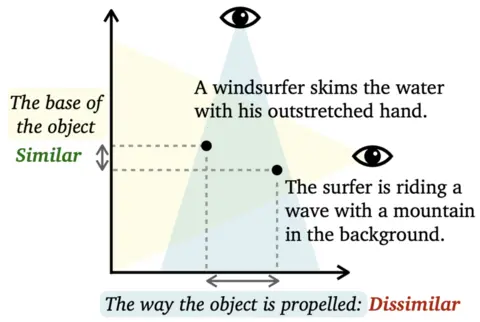 A windsurfer skims the water
with his outstretched hand.
The base of
the object
Similar
The surfer is riding a
wave with a mountain
in the background.
The way the object is propelled: Dissimilar